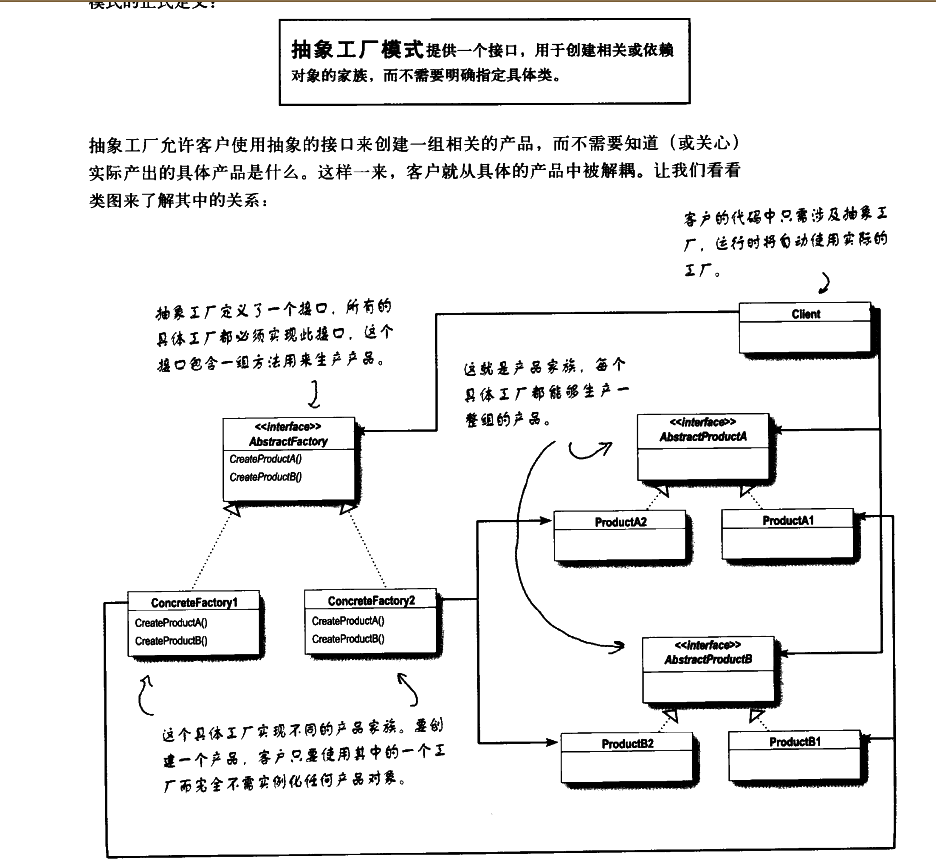 模式的正式定义：
抽象工厂模式提供一个接口，用于创建相关或依赖
对象的家族，而不需要明确指定具体类。
抽象工厂允许客户使用抽象的接口来创建一组相关的产品，而不需要知道（或关心）
实际产出的具体产品是什么。这样一来，客户就从具体的产品中被解耦。让我们看看
类图来了解其中的关系：
客户的代码中只需涉及抽象工
厂，运行时将自动使用实际的
工厂。
抽象工厂定义了一个接口，所有的
具体工厂都必须实现此接口，这个
接口包含一组方法用来生产产品。
Client
这就是产品家族，每个
具体工厂都能够生产一
整组的产品。
<<interface>>
AbstractFactory
CreateProductA()
CreateProductB()
<<interface>>
AbstractProductA
ProductA2
ProductA1
ConcreteFactory1
CreateProductA()
CreateProductB()
ConcreteFactory2
CreateProductA()
CreateProductB()
<<interface>>
AbstractProductB
ProductB2
ProductB1
这个具体工厂实现不同的产品家族。要创
建一个产品，客户只要使用其中的一个工
厂而完全不需实例化任何产品对象。